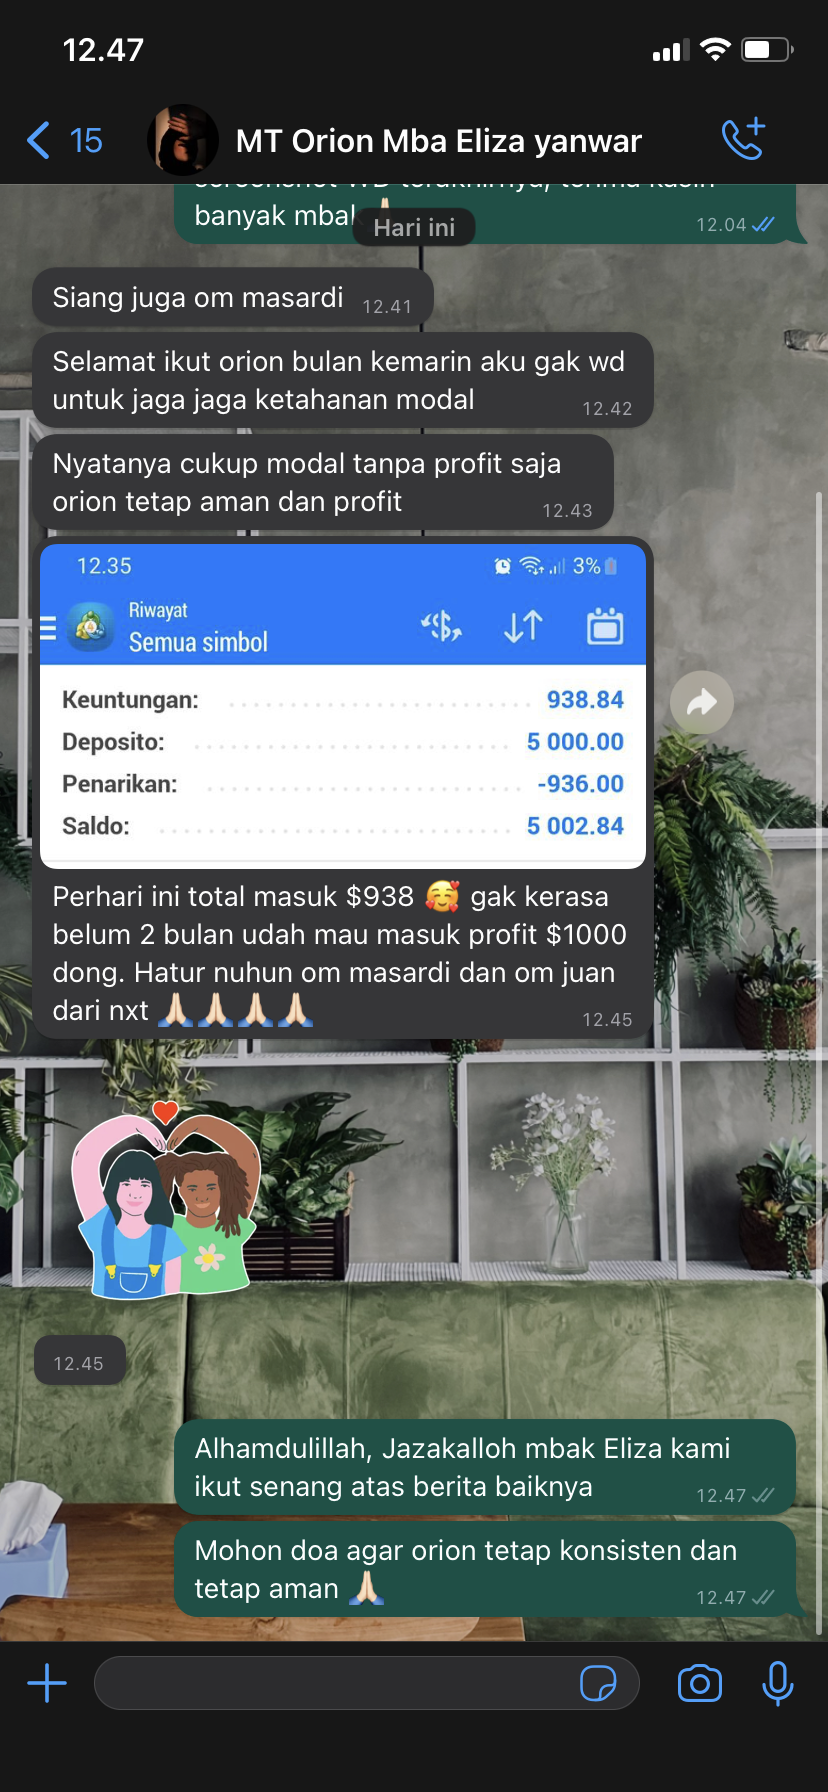 12.47
15
MT Orion Mba Eliza yanwar
banyak mbak
12.04
Hari ini
Siang juga om masardi 12.41
Selamat ikut orion bulan kemarin aku gak wd
untuk jaga jaga ketahanan modal 12.42
Nyatanya cukup modal tanpa profit saja
orion tetap aman dan profit 12.43
12.35 3%
Riwayat
Semua simbol
Keuntungan: 938.84
Deposito: 5 000.00
Penarikan: -936.00
Saldo: 5 002.84
Perhari ini total masuk $938 🥰 gak kerasa
belum 2 bulan udah mau masuk profit $1000
dong. Hatur nuhun om masardi dan om juan
dari nxt 🙏🏻🙏🏻🙏🏻🙏🏻 12.45
12.45
Alhamdulillah, Jazakalloh mbak Eliza kami
ikut senang atas berita baiknya 12.47
Mohon doa agar orion tetap konsisten dan
tetap aman 🙏🏻 12.47